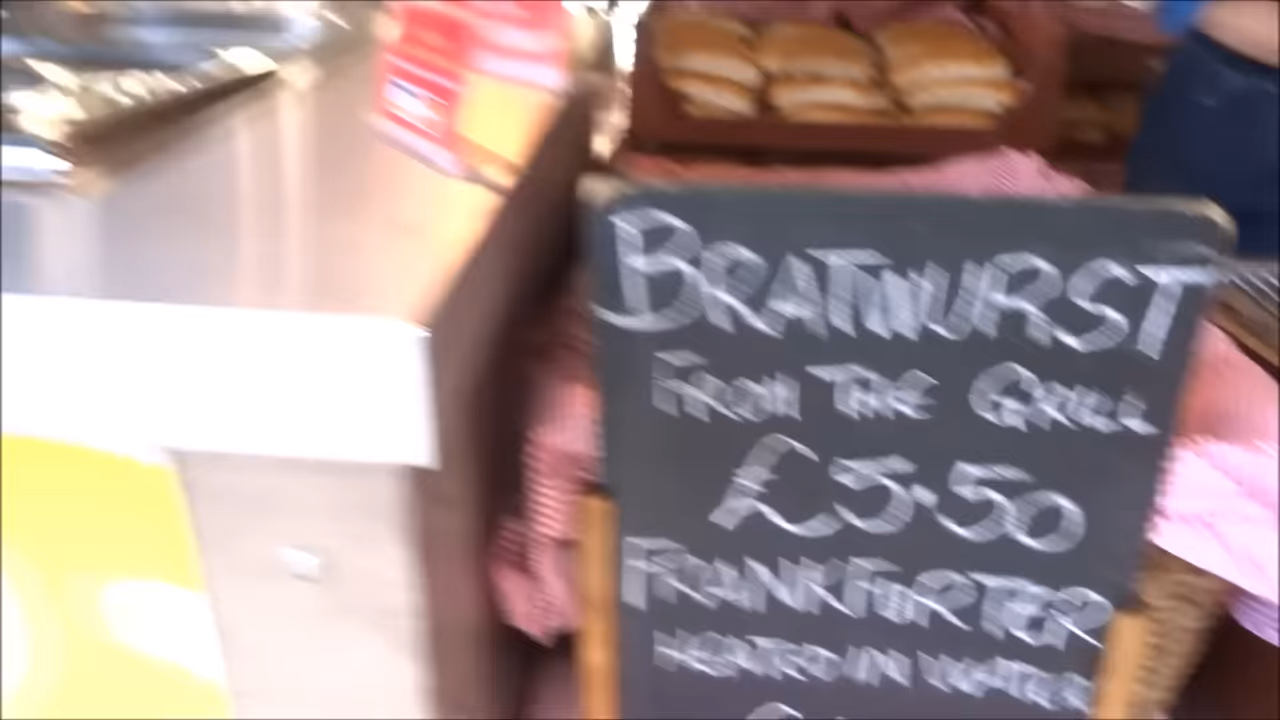 BRATWURST
FROM THE GRILL
£5.50
FRANKFURTER
HEATED IN WATER
£